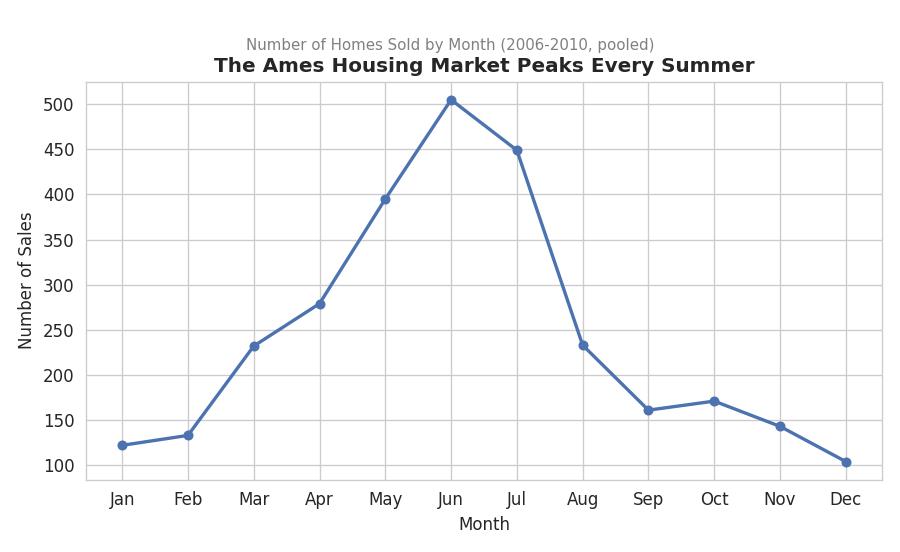 Number of Homes Sold by Month (2006-2010, pooled)
The Ames Housing Market Peaks Every Summer
Number of Sales
500
450
400
350
300
250
200
150
100
Jan Feb Mar Apr May Jun Jul Aug Sep Oct Nov Dec
Month